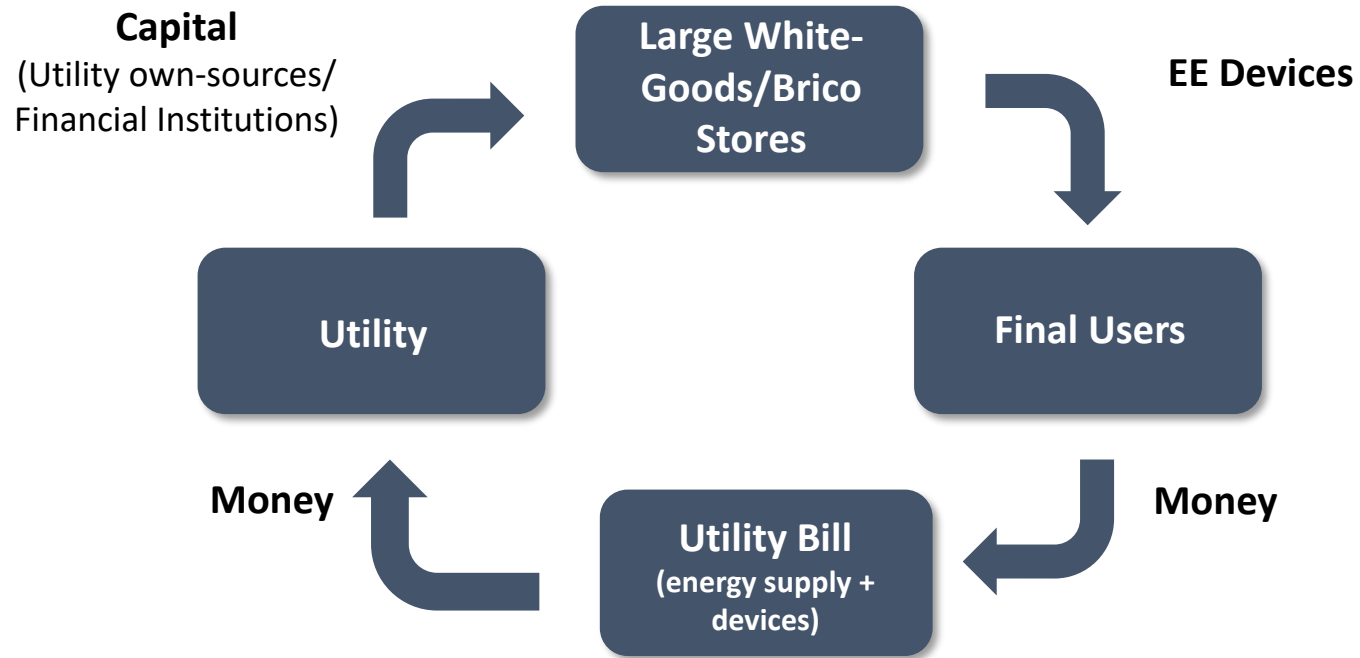 Capital
(Utility own-sources/
Financial Institutions)
Large White-
Goods/Brico
Stores
EE Devices
Utility
Final Users
Money
Utility Bill
(energy supply +
devices)
Money